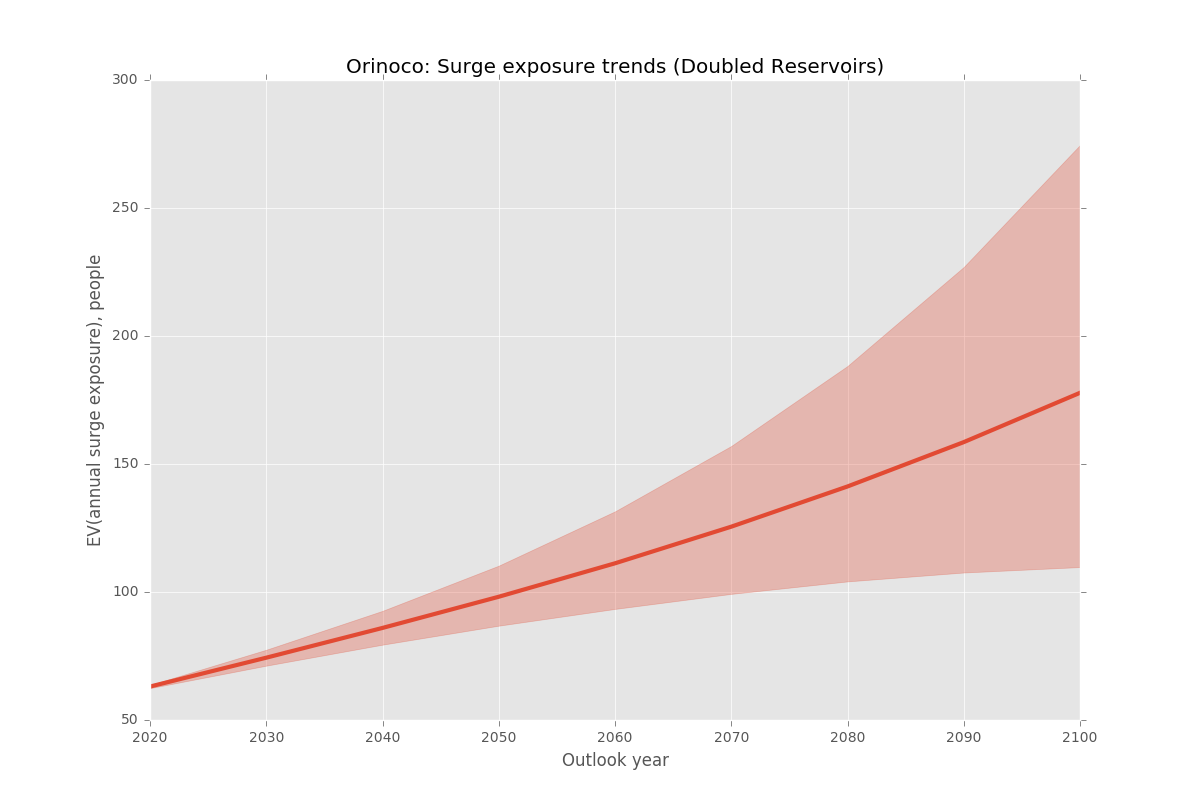 Orinoco: Surge exposure trends (Doubled Reservoirs)
300
250
200
150
100
50
EV(annual surge exposure), people
2020 2030 2040 2050 2060 2070 2080 2090 2100
Outlook year